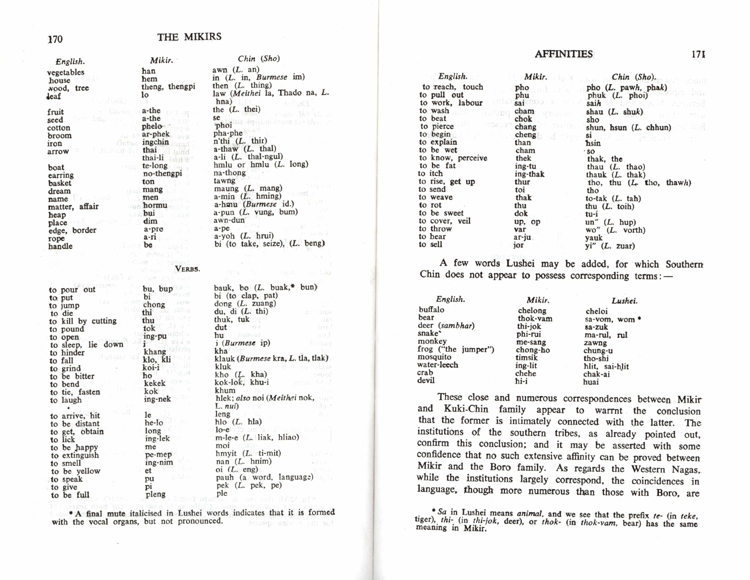 170 THE MIKIRS
English. Mikir. Chin (Sho)
vegetables han awn (L. an)
house hem in (L. in, Burmese im)
wood, tree theng, thengpi then (L. thing)
leaf lo law (Meithei la, Thado na, L.
hna)
fruit a-the the (L. thei)
seed a-the se
cotton phelo phoi
broom ar-phek pha-phe
iron ingchin n'thi (L. thir)
arrow thai a-thaw (L. thal)
thai-li a-li (L. thal-ngul)
boat te-long hmlu or hmlu (L. long)
earring no-thengpi na-thong
basket ton tawng
dream mang maung (L. mang)
name men a-min (L. hming)
matter, affair hormu a-hmu (Burmese id.)
heap bui a-pun (L. vung, bum)
place dim awn-dun
edge, border a-pre a-pe
rope a-ri a-yoh (L. hrui)
handle be bi (to take, seize), (L. beng)
VERBS.
to pour out bu, bup bauk, bo (L. buak,* bun)
to put bi bi (to clap, pat)
to jump chong dong (L. zuang)
to die thi du, di (L. thi)
to kill by cutting thu thuk, tuk
to pound tok dut
to open ing-pu hu
to sleep, lie down i i (Burmese ip)
to hinder khang kha
to fall klo, kli klauk (Burmese kra, L. tla, tlak)
to grind koi-i kluk
to be bitter ho kho (L. kha)
to bend kekek kok-lok, khu-i
to tie, fasten kok khum
to laugh ing-nek hlek; also noi (Meithei nok,
L. nui)
to arrive, hit le leng
to be distant he-lo hlo (L. hla)
to get, obtain long lo-e
to lick ing-lek m-le-e (L. liak, hliao)
to be happy me moi
to extinguish pe-mep hmyit (L. ti-mit)
to smell ing-nim nan (L. hnim)
to be yellow et oi (L. eng)
to speak pu pauh (a word, language)
to give pi pek (L. pek, pe)
to be full pleng ple
* A final mute italicised in Lushei words indicates that it is formed
with the vocal organs, but not pronounced.
AFFINITIES 171
English. Mikir. Chin (Sho).
to reach, touch pho pho (L. pawh, phak)
to pull out phu phuk (L. phoi)
to work, labour sai saih
to wash cham shau (L. shuk)
to beat chok sho
to pierce chang shun, hsun (L. chhun)
to begin cheng si
to explain than hsin
to be wet cham so
to know, perceive thek thak, the
to be fat ing-tu thau (L. thao)
to itch ing-thak thauk (L. thak)
to rise, get up thur tho, thu (L. tho, thawh)
to send toi tho
to weave thak to-tak (L. tah)
to rot thu thu (L. toih)
to be sweet dok tu-i
to cover, veil up, op un" (L. hup)
to throw var wo" (L. vorth)
to hear ar-ju yauk
to sell jor yi" (L. zuar)
A few words Lushei may be added, for which Southern
Chin does not appear to possess corresponding terms:—
English. Mikir. Lushei.
buffalo chelong cheloi
bear thok-vam sa-vom, wom *
deer (sambhar) thi-jok sa-zuk
snake phi-rui ma-rul, rul
monkey me-sang zawng
frog ("the jumper") chong-ho chung-u
mosquito timsik tho-shi
water-leech ing-lit hlit, sai-hlit
crab chehe chak-ai
devil hi-i huai
These close and numerous correspondences between Mikir
and Kuki-Chin family appear to warrnt the conclusion
that the former is intimately connected with the latter. The
institutions of the southern tribes, as already pointed out,
confirm this conclusion; and it may be asserted with some
confidence that no such extensive affinity can be proved between
Mikir and the Boro family. As regards the Western Nagas,
while the institutions largely correspond, the coincidences in
language, though more numerous than those with Boro, are
* Sa in Lushei means animal, and we see that the prefix te- (in teke,
tiger), thi- (in thi-jok, deer), or thok- (in thok-vam, bear) has the same
meaning in Mikir.